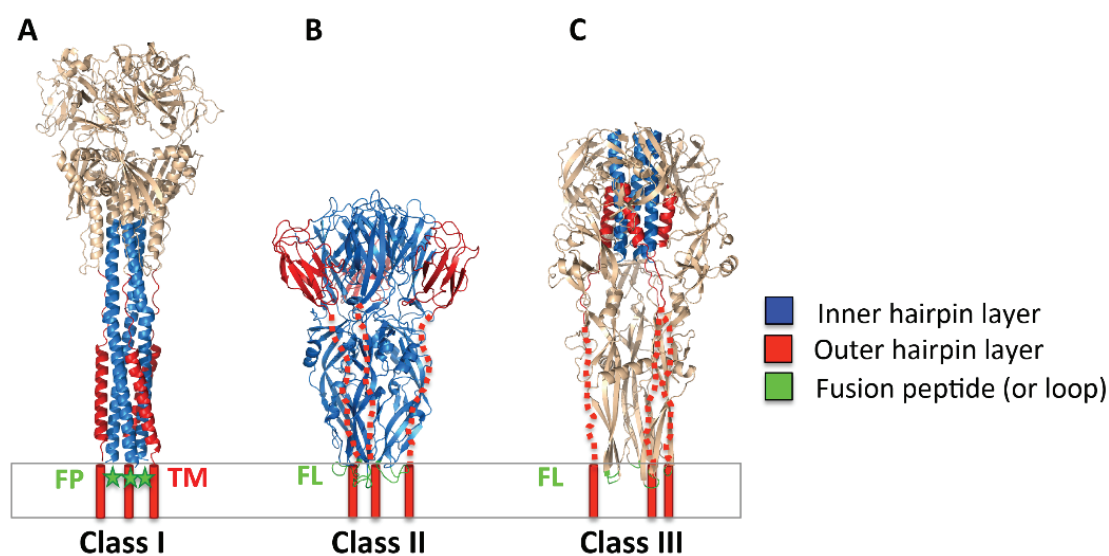 A
B
C
Inner hairpin layer
Outer hairpin layer
Fusion peptide (or loop)
FP
TM
FL
FL
Class I
Class II
Class III